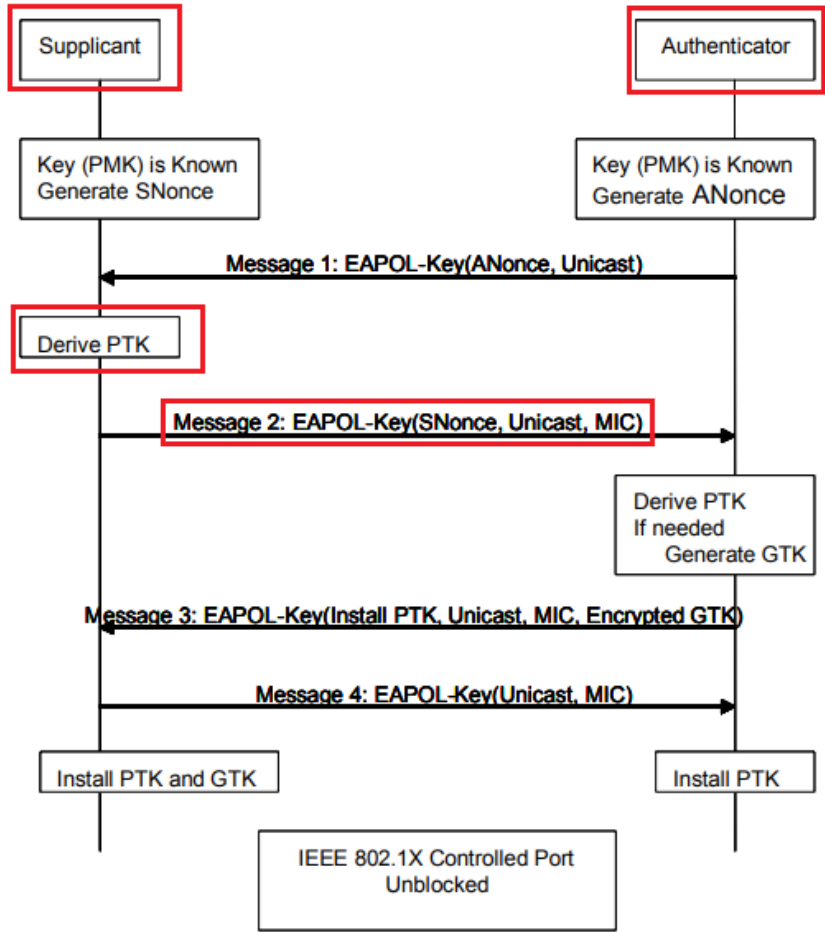 Supplicant
Authenticator
Key (PMK) is Known
Generate SNonce
Key (PMK) is Known
Generate ANonce
Message 1: EAPOL-Key(ANonce, Unicast)
Derive PTK
Message 2: EAPOL-Key(SNonce, Unicast, MIC)
Derive PTK
If needed
Generate GTK
Message 3: EAPOL-Key(Install PTK, Unicast, MIC, Encrypted GTK)
Message 4: EAPOL-Key(Unicast, MIC)
Install PTK and GTK
Install PTK
IEEE 802.1X Controlled Port
Unblocked